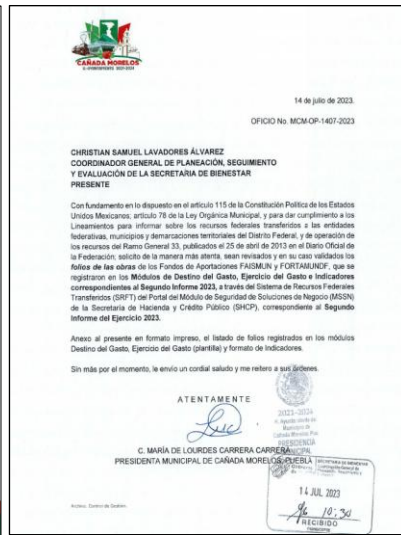 CAÑADA MORELOS
H. AYUNTAMIENTO 2021-2024
14 de julio de 2023.
OFICIO No. MCM-OP-1407-2023
CHRISTIAN SAMUEL LAVADORES ÁLVAREZ
COORDINADOR GENERAL DE PLANEACIÓN, SEGUIMIENTO
Y EVALUACIÓN DE LA SECRETARIA DE BIENESTAR
PRESENTE
Con fundamento en lo dispuesto en el artículo 115 de la Constitución Política de los Estados
Unidos Mexicanos; artículo 78 de la Ley Orgánica Municipal, y para dar cumplimiento a los
Lineamientos para informar sobre los recursos federales transferidos a las entidades
federativas, municipios y demarcaciones territoriales del Distrito Federal, y de operación de
los recursos del Ramo General 33, publicados el 25 de abril de 2013 en el Diario Oficial de
la Federación; solicito de la manera más atenta, sean revisados y en su caso validados los
folios de las obras de los Fondos de Aportaciones FAISMUN y FORTAMUNDF, que se
registraron en los Módulos de Destino del Gasto, Ejercicio del Gasto e Indicadores
correspondientes al Segundo Informe 2023, a través del Sistema de Recursos Federales
Transferidos (SRFT) del Portal del Módulo de Seguridad de Soluciones de Negocio (MSSN)
de la Secretaría de Hacienda y Crédito Público (SHCP), correspondiente al Segundo
Informe del Ejercicio 2023.
Anexo al presente en formato impreso, el listado de folios registrados en los módulos
Destino del Gasto, Ejercicio del Gasto (plantilla) y formato de Indicadores.
Sin más por el momento, le envío un cordial saludo y me reitero a sus órdenes.
ATENTAMENTE
2021-2024
PRESIDENCIA
MUNICIPAL
C. MARÍA DE LOURDES CARRERA CARRERA
PRESIDENTA MUNICIPAL DE CAÑADA MORELOS, PUEBLA
SECRETARÍA DE BIENESTAR
14 JUL. 2023
10:30
RECIBIDO